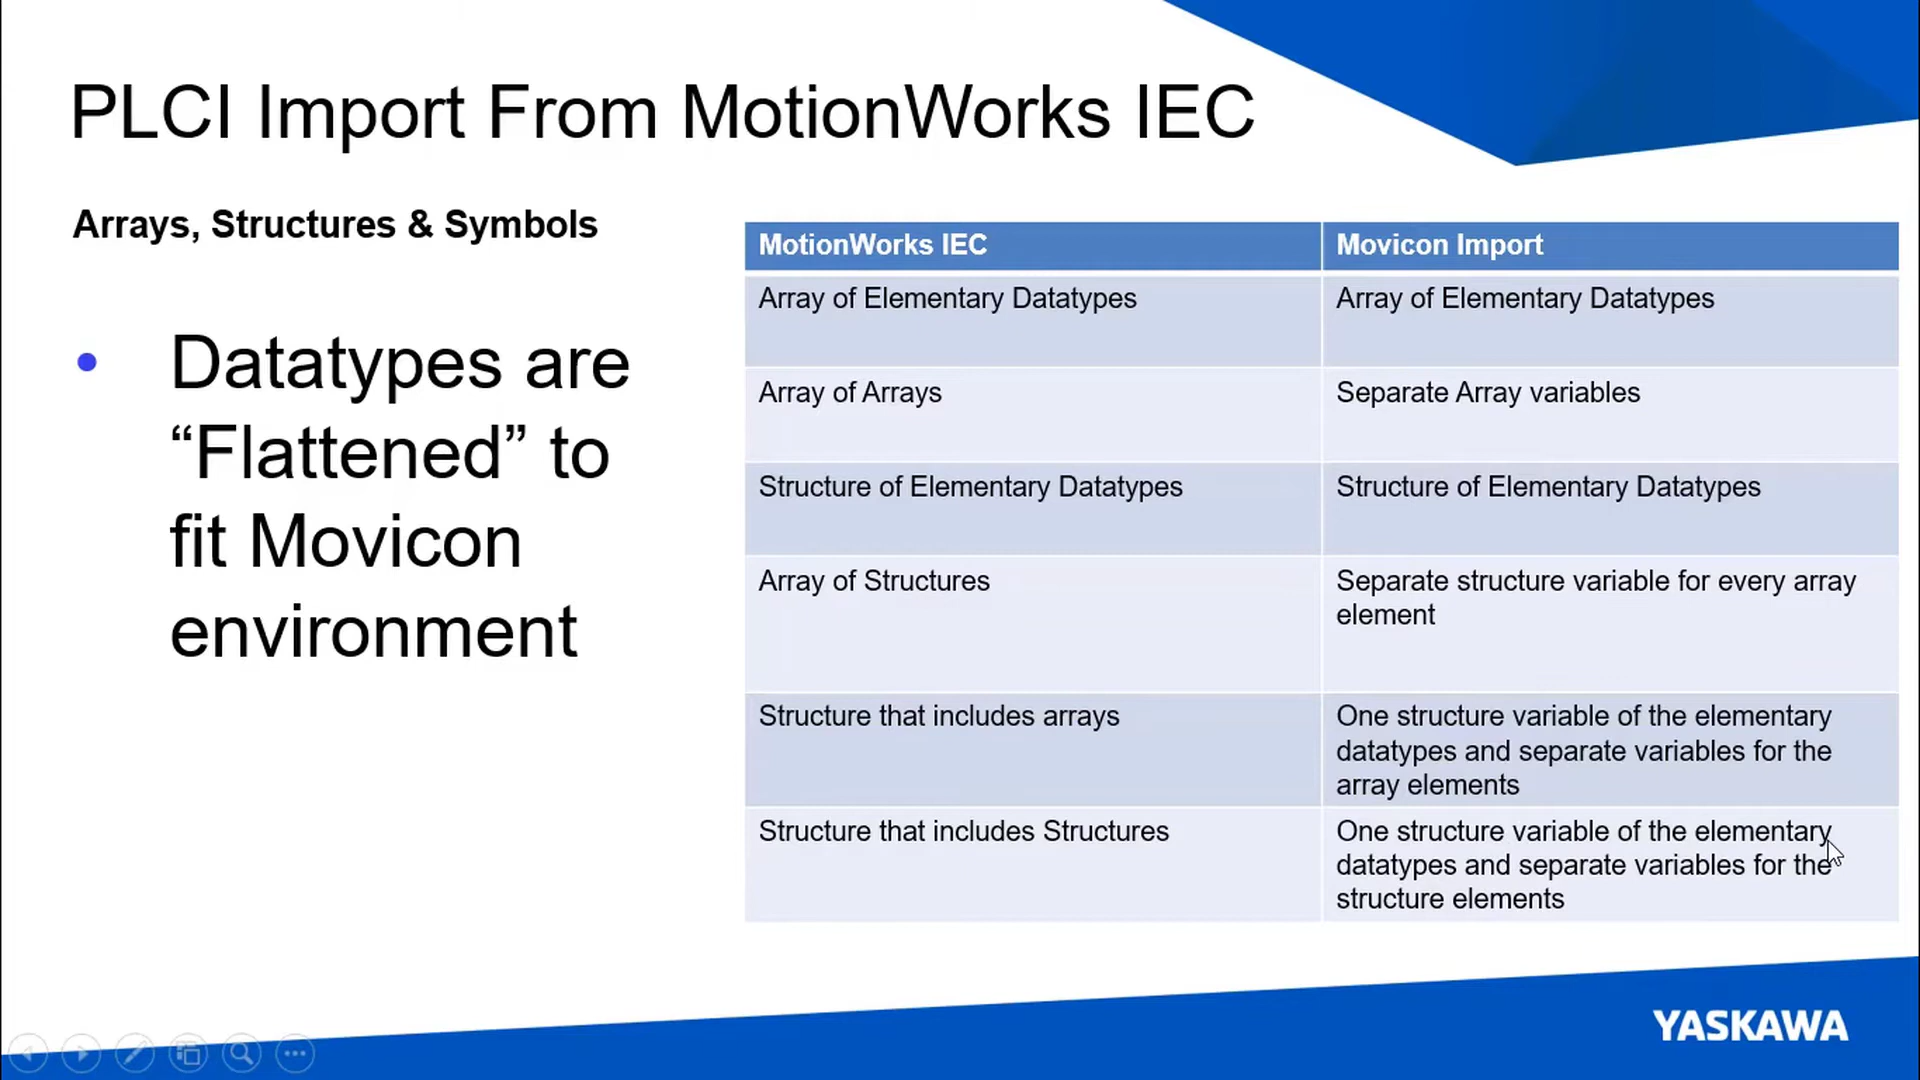 PLCI Import From MotionWorks IEC
Arrays, Structures & Symbols
• Datatypes are
“Flattened” to
fit Movicon
environment
MotionWorks IEC
Movicon Import
Array of Elementary Datatypes
Array of Elementary Datatypes
Array of Arrays
Separate Array variables
Structure of Elementary Datatypes
Structure of Elementary Datatypes
Array of Structures
Separate structure variable for every array
element
Structure that includes arrays
One structure variable of the elementary
datatypes and separate variables for the
array elements
Structure that includes Structures
One structure variable of the elementary
datatypes and separate variables for the
structure elements
YASKAWA